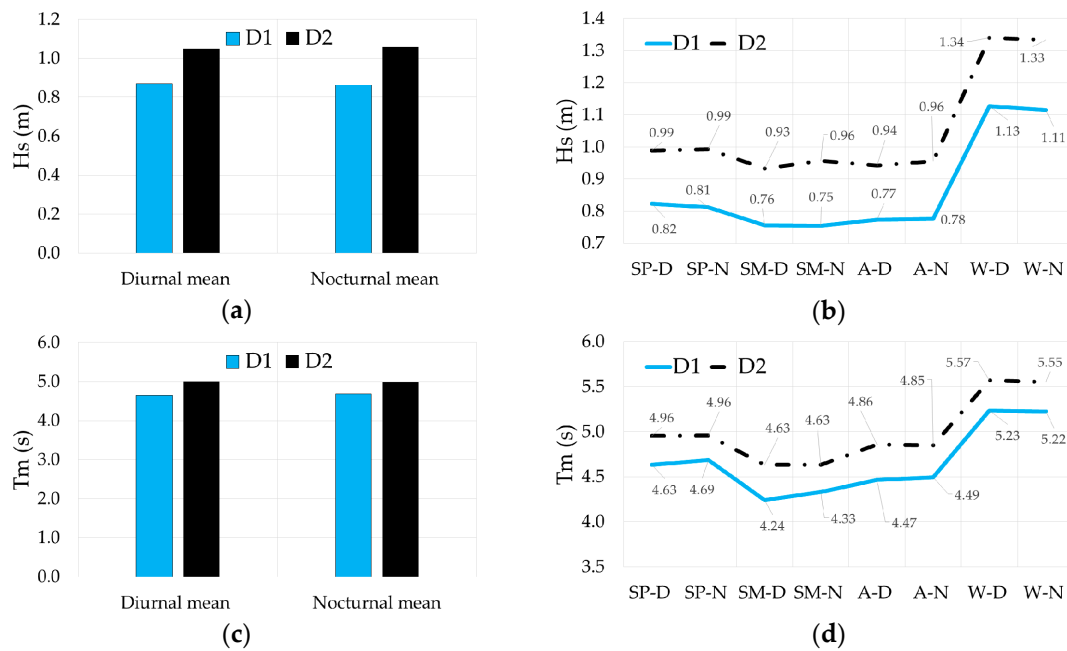 1.2
1.0
0.8
0.6
0.4
0.2
0.0
Hs (m)
D1 D2
Diurnal mean Nocturnal mean
(a)
1.4
1.3
1.2
1.1
1.0
0.9
0.8
0.7
Hs (m)
D1 D2
0.99 0.99 0.93 0.96 0.94 0.96 1.34 1.33
0.82 0.81 0.76 0.75 0.77 0.78 1.13 1.11
SP-D SP-N SM-D SM-N A-D A-N W-D W-N
(b)
6.0
5.0
4.0
3.0
2.0
1.0
0.0
Tm (s)
D1 D2
Diurnal mean Nocturnal mean
(c)
6.0
5.5
5.0
4.5
4.0
3.5
Tm (s)
D1 D2
4.96 4.96 4.63 4.63 4.86 4.85 5.57 5.55
4.63 4.69 4.24 4.33 4.47 4.49 5.23 5.22
SP-D SP-N SM-D SM-N A-D A-N W-D W-N
(d)